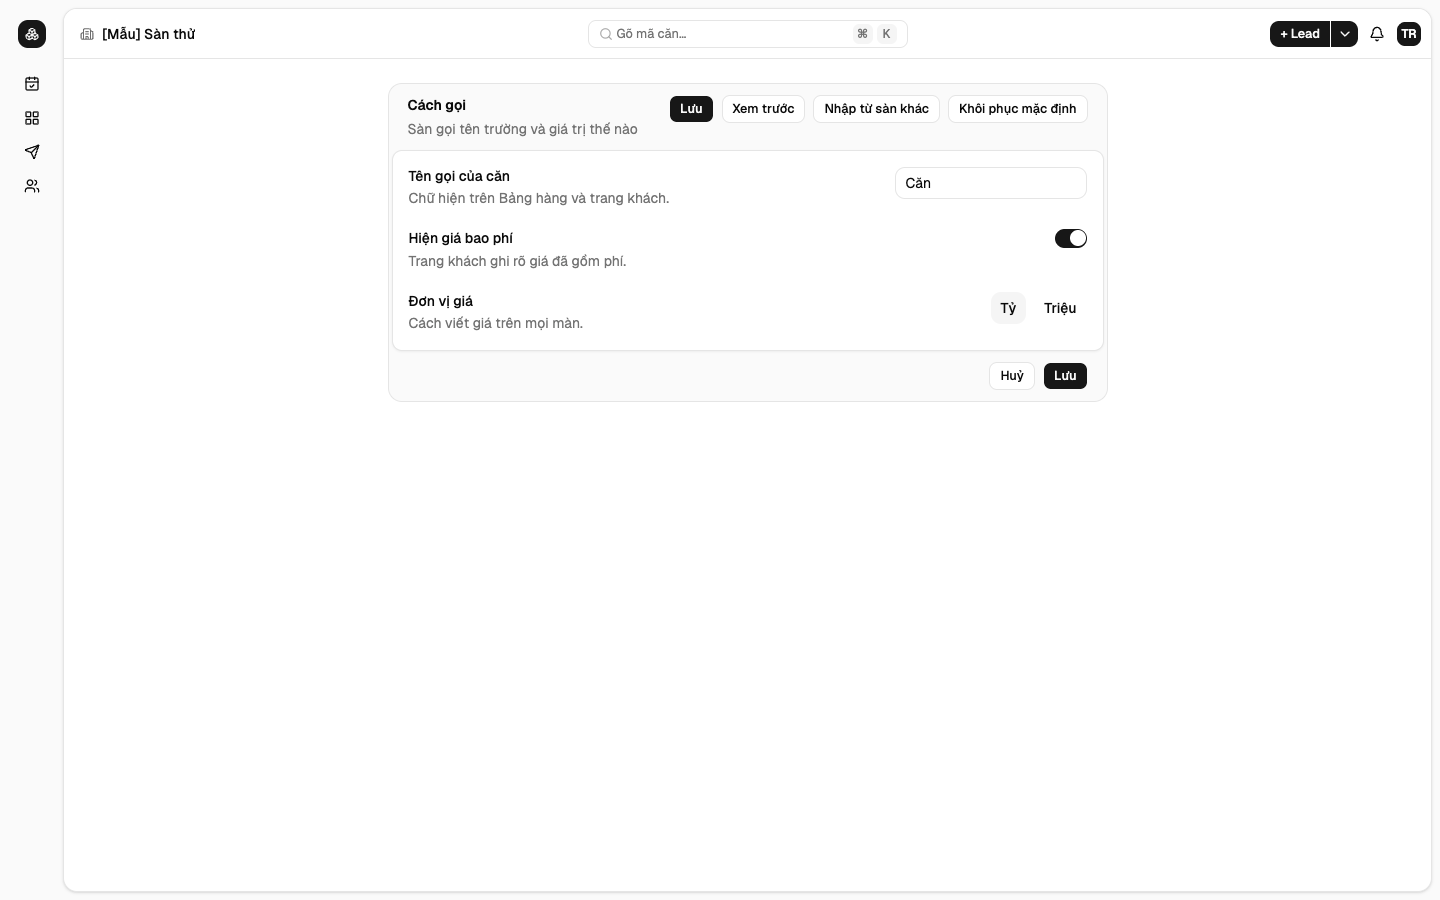 [Mẫu] Sàn thử
Gõ mã căn...
⌘ K
+ Lead
TR
Cách gọi
Sàn gọi tên trường và giá trị thế nào
Lưu
Xem trước
Nhập từ sàn khác
Khôi phục mặc định
Tên gọi của căn
Chữ hiện trên Bảng hàng và trang khách.
Căn
Hiện giá bao phí
Trang khách ghi rõ giá đã gồm phí.
Đơn vị giá
Cách viết giá trên mọi màn.
Tỷ
Triệu
Huỷ
Lưu